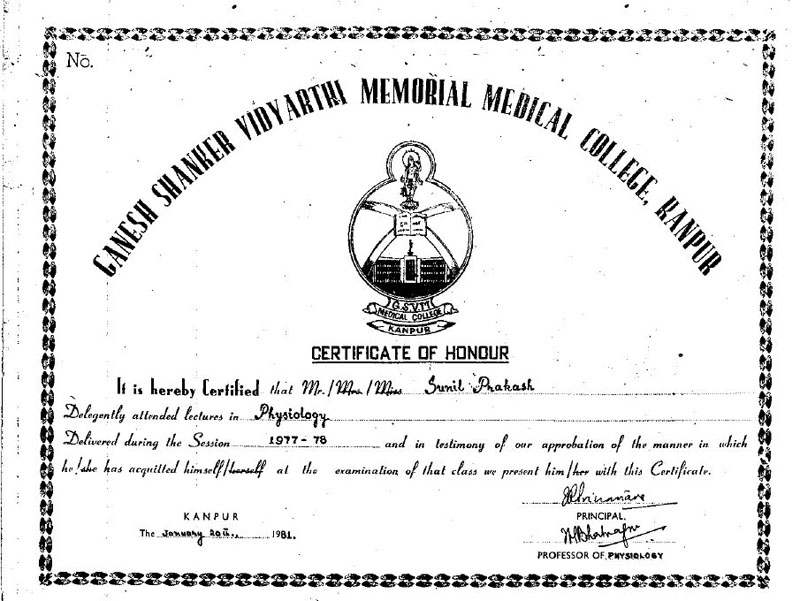 No.
GANESH SHANKER VIDYARTHI MEMORIAL MEDICAL COLLEGE, KANPUR
G.S.V.M
MEDICAL COLLEGE
KANPUR
CERTIFICATE OF HONOUR
It is hereby Certified that Mr./Mrs./Miss Sunil Prakash
Delegently attended lectures in Physiology
Delivered during the Session 1977-78 and in testimony of our approbation of the manner in which
he/she has acquitted himself/herself at the examination of that class we present him/her with this Certificate.
KANPUR
The January 20th, 1981.
PRINCIPAL.
PROFESSOR OF PHYSIOLOGY